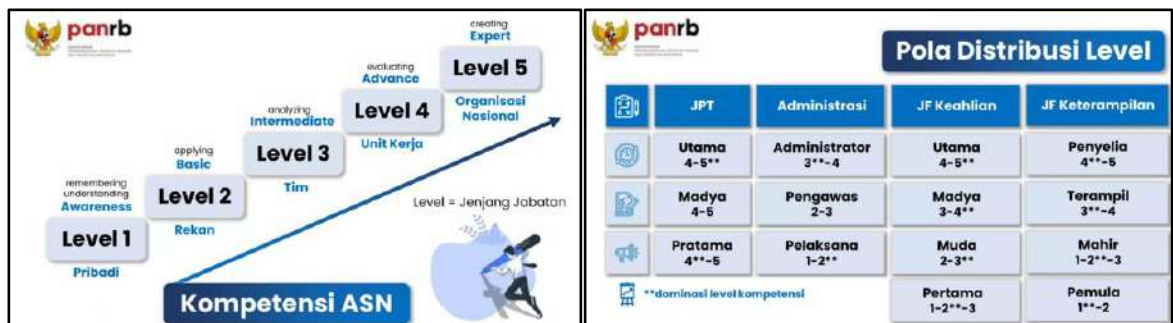 panrb
creating
Expert
Level 5
Organisasi
Nasional
evaluating
Advance
Level 4
Unit Kerja
analyzing
Intermediate
Level 3
Tim
applying
Basic
Level 2
Rekan
remembering
understanding
Awareness
Level 1
Pribadi
Level = Jenjang Jabatan
Kompetensi ASN
panrb
Pola Distribusi Level
JPT Administrasi JF Keahlian JF Keterampilan
Utama Administrator Utama Penyelia
4-5** 3**-4 4-5** 4**-5
Madya Pengawas Madya Terampil
4-5 2-3 3-4** 3**-4
Pratama Pelaksana Muda Mahir
4**-5 1-2** 2-3** 1-2**-3
**dominasi level kompetensi
Pertama Pemula
1-2**-3 1**-2